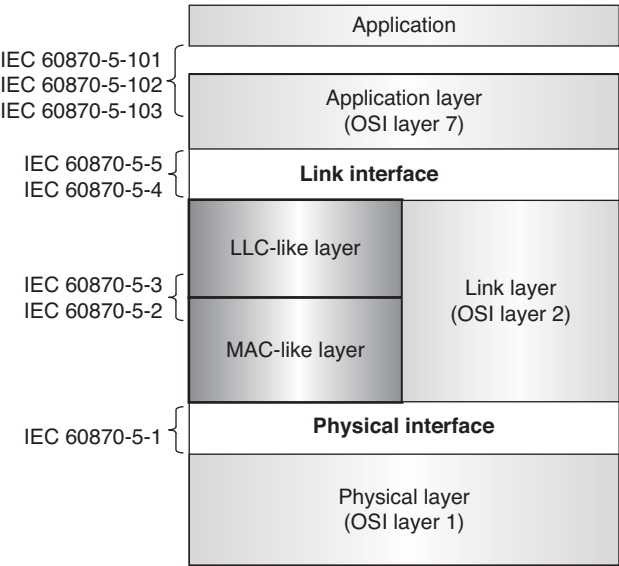 Application
IEC 60870-5-101
IEC 60870-5-102
IEC 60870-5-103
Application layer
(OSI layer 7)
IEC 60870-5-5
IEC 60870-5-4
Link interface
LLC-like layer
IEC 60870-5-3
IEC 60870-5-2
Link layer
(OSI layer 2)
MAC-like layer
IEC 60870-5-1
Physical interface
Physical layer
(OSI layer 1)